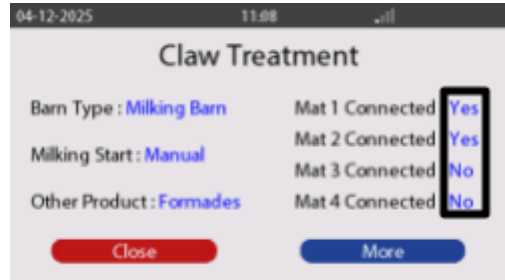 04-12-2025 11:08
Claw Treatment
Barn Type : Milking Barn
Milking Start : Manual
Other Product : Formades
Mat 1 Connected Yes
Mat 2 Connected Yes
Mat 3 Connected No
Mat 4 Connected No
Close More